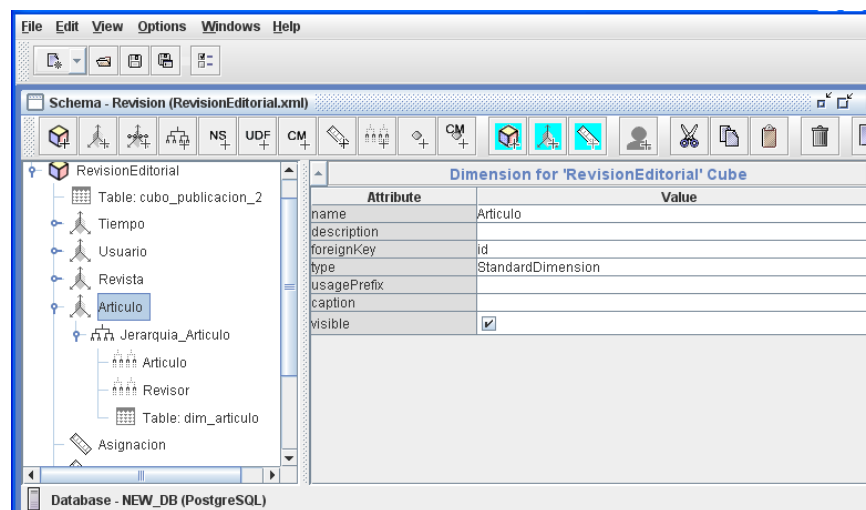 File Edit View Options Windows Help
Schema - Revision (RevisionEditorial.xml)
NS UDF CM CM
RevisionEditorial
Table: cubo_publicacion_2
Tiempo
Usuario
Revista
Articulo
Jerarquia_Articulo
Articulo
Revisor
Table: dim_articulo
Asignacion
Dimension for 'RevisionEditorial' Cube
Attribute Value
name Articulo
description
foreignKey id
type StandardDimension
usagePrefix
caption
visible
Database - NEW_DB (PostgreSQL)